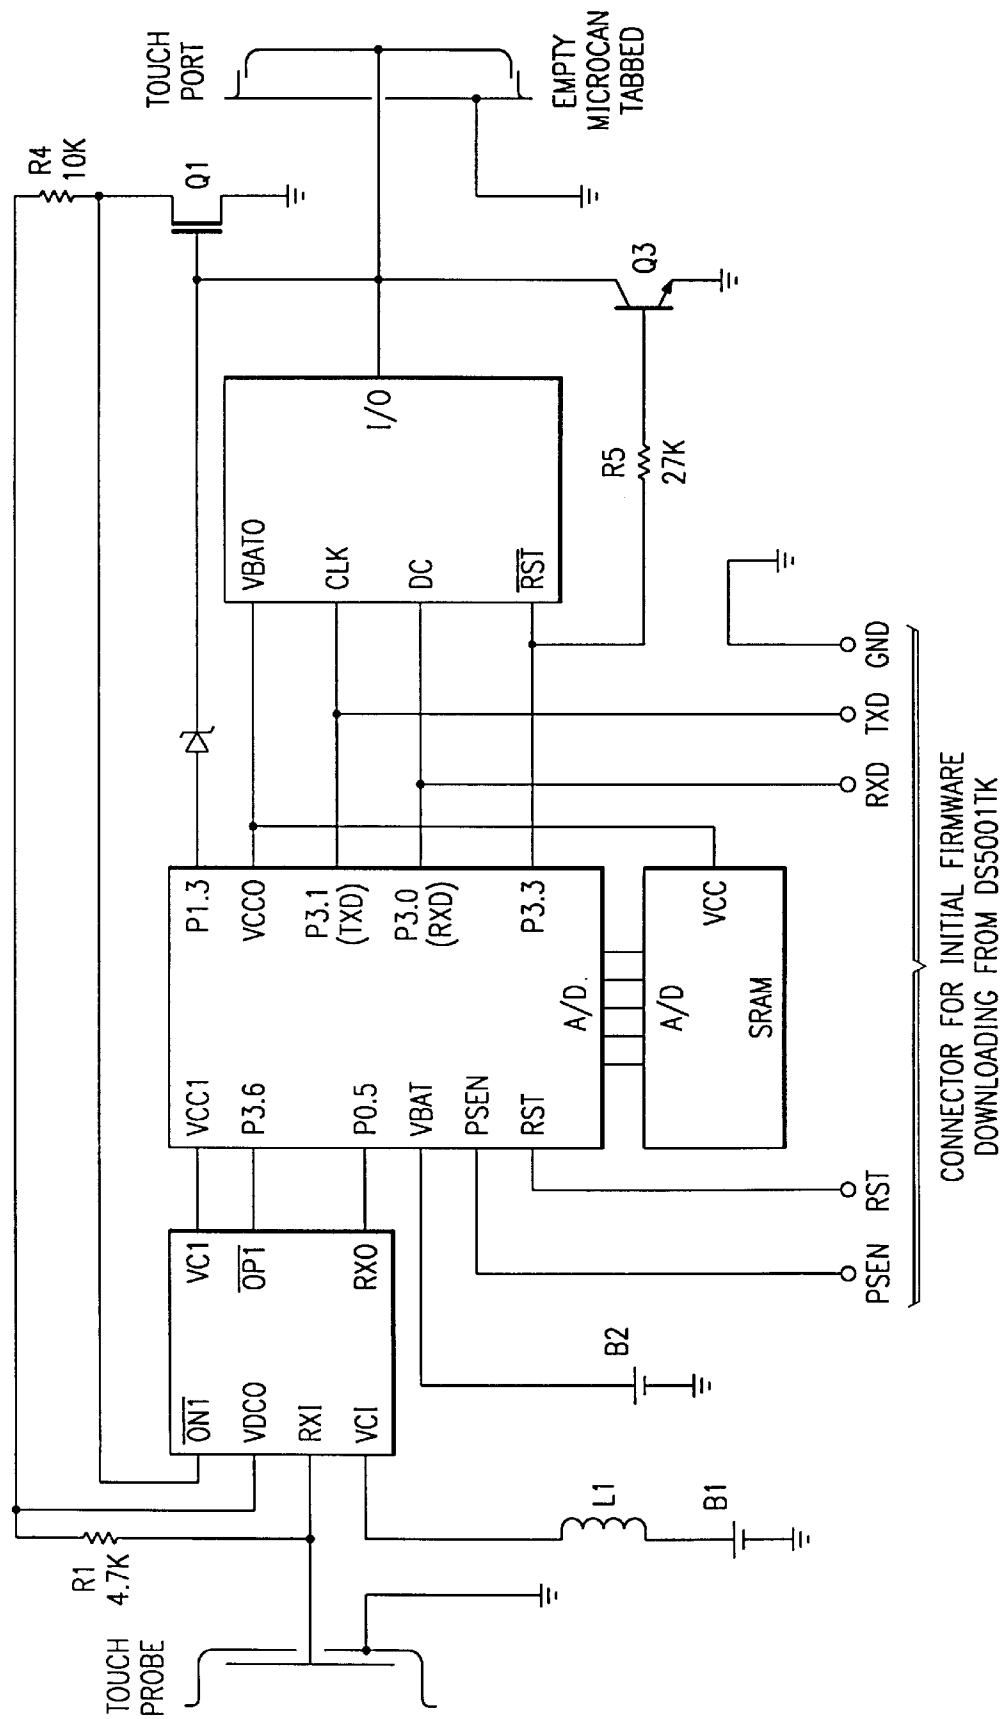 TOUCH
PROBE
R1
4.7K
ON1
VDCO
RXI
VCI
VC1
OP1
RXO
L1
B1
B2
VCC1
P3.6
P0.5
VBAT
PSEN
RST
P1.3
VCCO
P3.1
(TXD)
P3.0
(RXD)
P3.3
A/D.
A/D
SRAM
VCC
VBATO
CLK
DC
RST
I/O
R5
27K
Q3
R4
10K
Q1
TOUCH
PORT
EMPTY
MICROCAN
TABBED
PSEN
RST
RXD
TXD
GND
CONNECTOR FOR INITIAL FIRMWARE
DOWNLOADING FROM DS5001TK